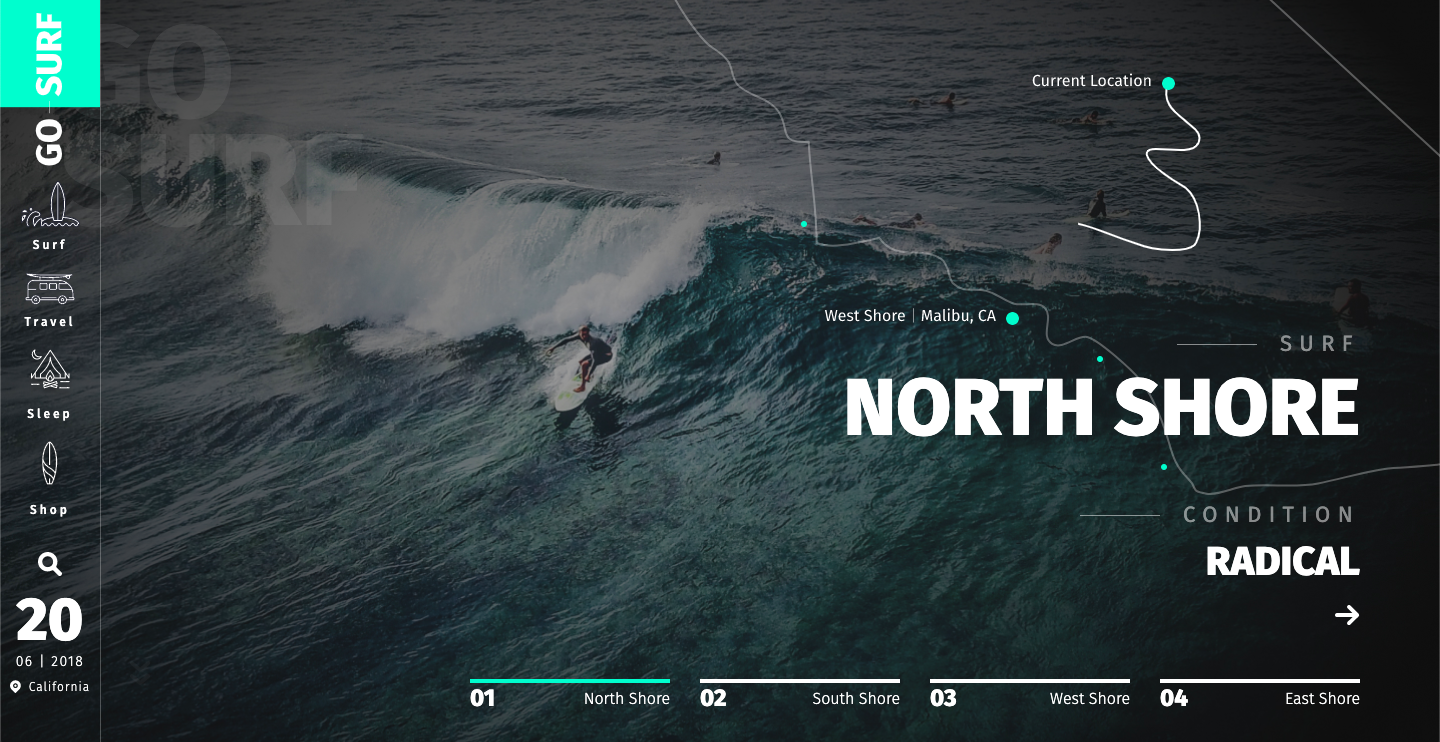 GO SURF
GO
SURF
Surf
Travel
Sleep
Shop
20
06 | 2018
California
Current Location
West Shore | Malibu, CA
SURF
NORTH SHORE
CONDITION
RADICAL
01 North Shore
02 South Shore
03 West Shore
04 East Shore